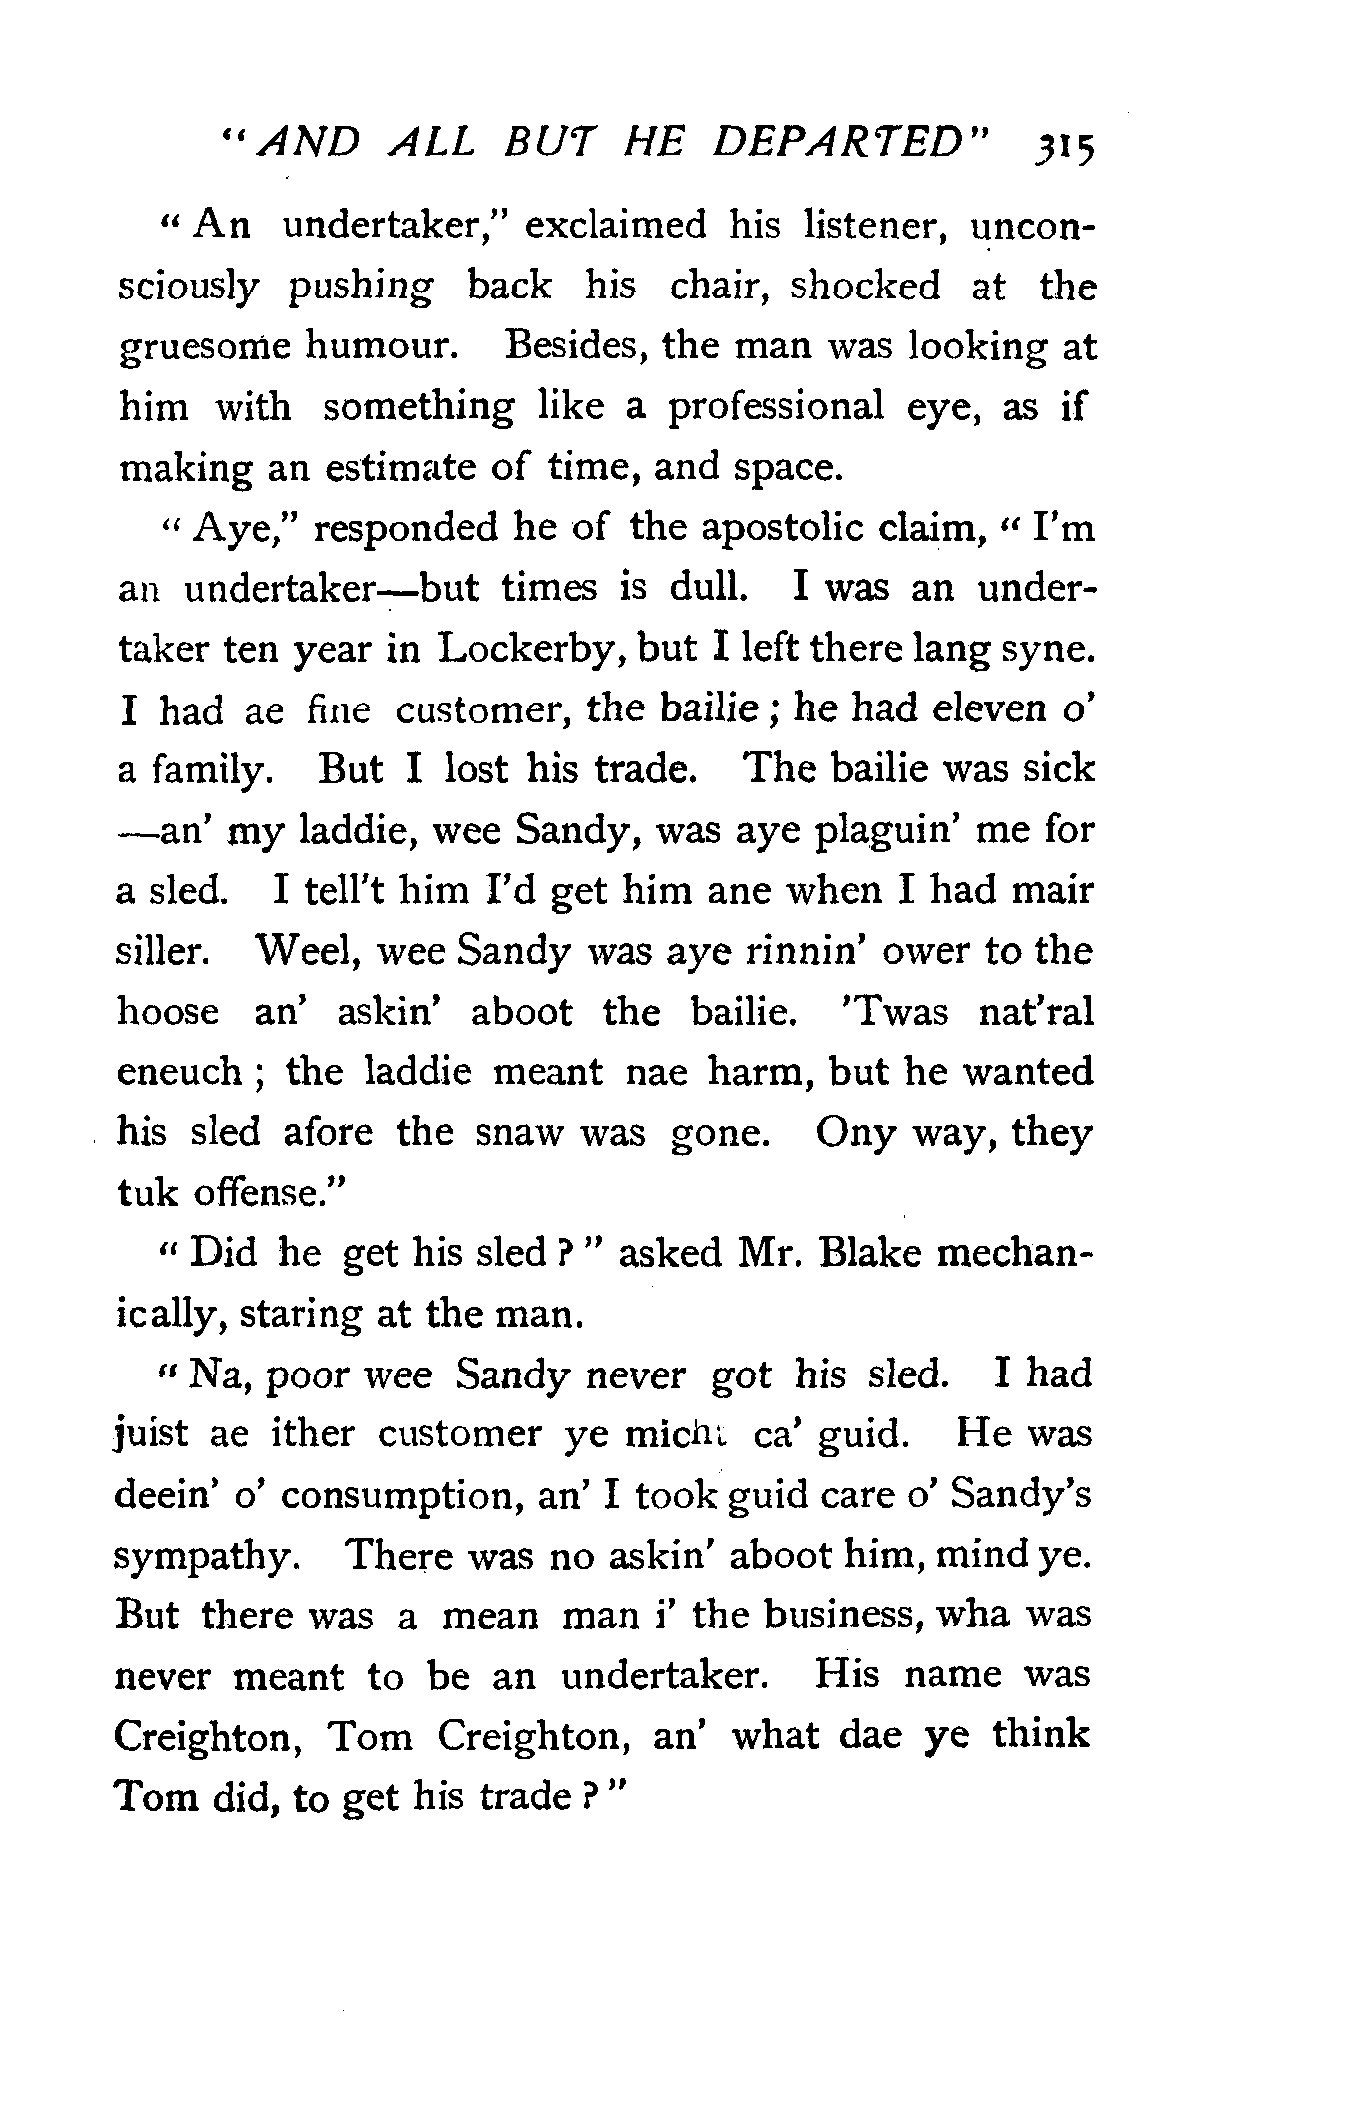 "AND ALL BUT HE DEPARTED" 315
" An undertaker," exclaimed his listener, uncon-
sciously pushing back his chair, shocked at the
gruesome humour. Besides, the man was looking at
him with something like a professional eye, as if
making an estimate of time, and space.
" Aye," responded he of the apostolic claim, " I'm
an undertaker—but times is dull. I was an under-
taker ten year in Lockerby, but I left there lang syne.
I had ae fine customer, the bailie ; he had eleven o'
a family. But I lost his trade. The bailie was sick
—an' my laddie, wee Sandy, was aye plaguin' me for
a sled. I tell't him I'd get him ane when I had mair
siller. Weel, wee Sandy was aye rinnin' ower to the
hoose an' askin' aboot the bailie. 'Twas nat'ral
eneuch ; the laddie meant nae harm, but he wanted
his sled afore the snaw was gone. Ony way, they
tuk offense."
" Did he get his sled ? " asked Mr. Blake mechan-
ically, staring at the man.
" Na, poor wee Sandy never got his sled. I had
juist ae ither customer ye micht ca' guid. He was
deein' o' consumption, an' I took guid care o' Sandy's
sympathy. There was no askin' aboot him, mind ye.
But there was a mean man i' the business, wha was
never meant to be an undertaker. His name was
Creighton, Tom Creighton, an' what dae ye think
Tom did, to get his trade ? "